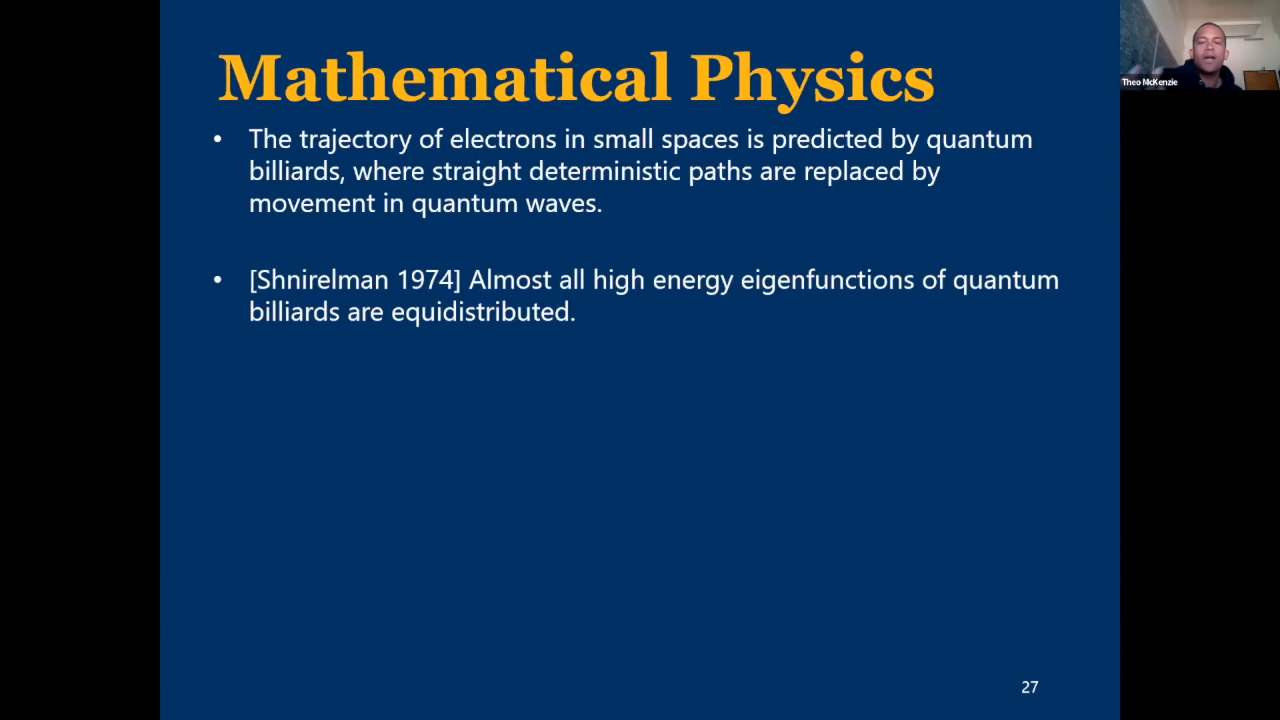 Mathematical Physics
• The trajectory of electrons in small spaces is predicted by quantum
billiards, where straight deterministic paths are replaced by
movement in quantum waves.
• [Shnirelman 1974] Almost all high energy eigenfunctions of quantum
billiards are equidistributed.
27
Theo McKenzie